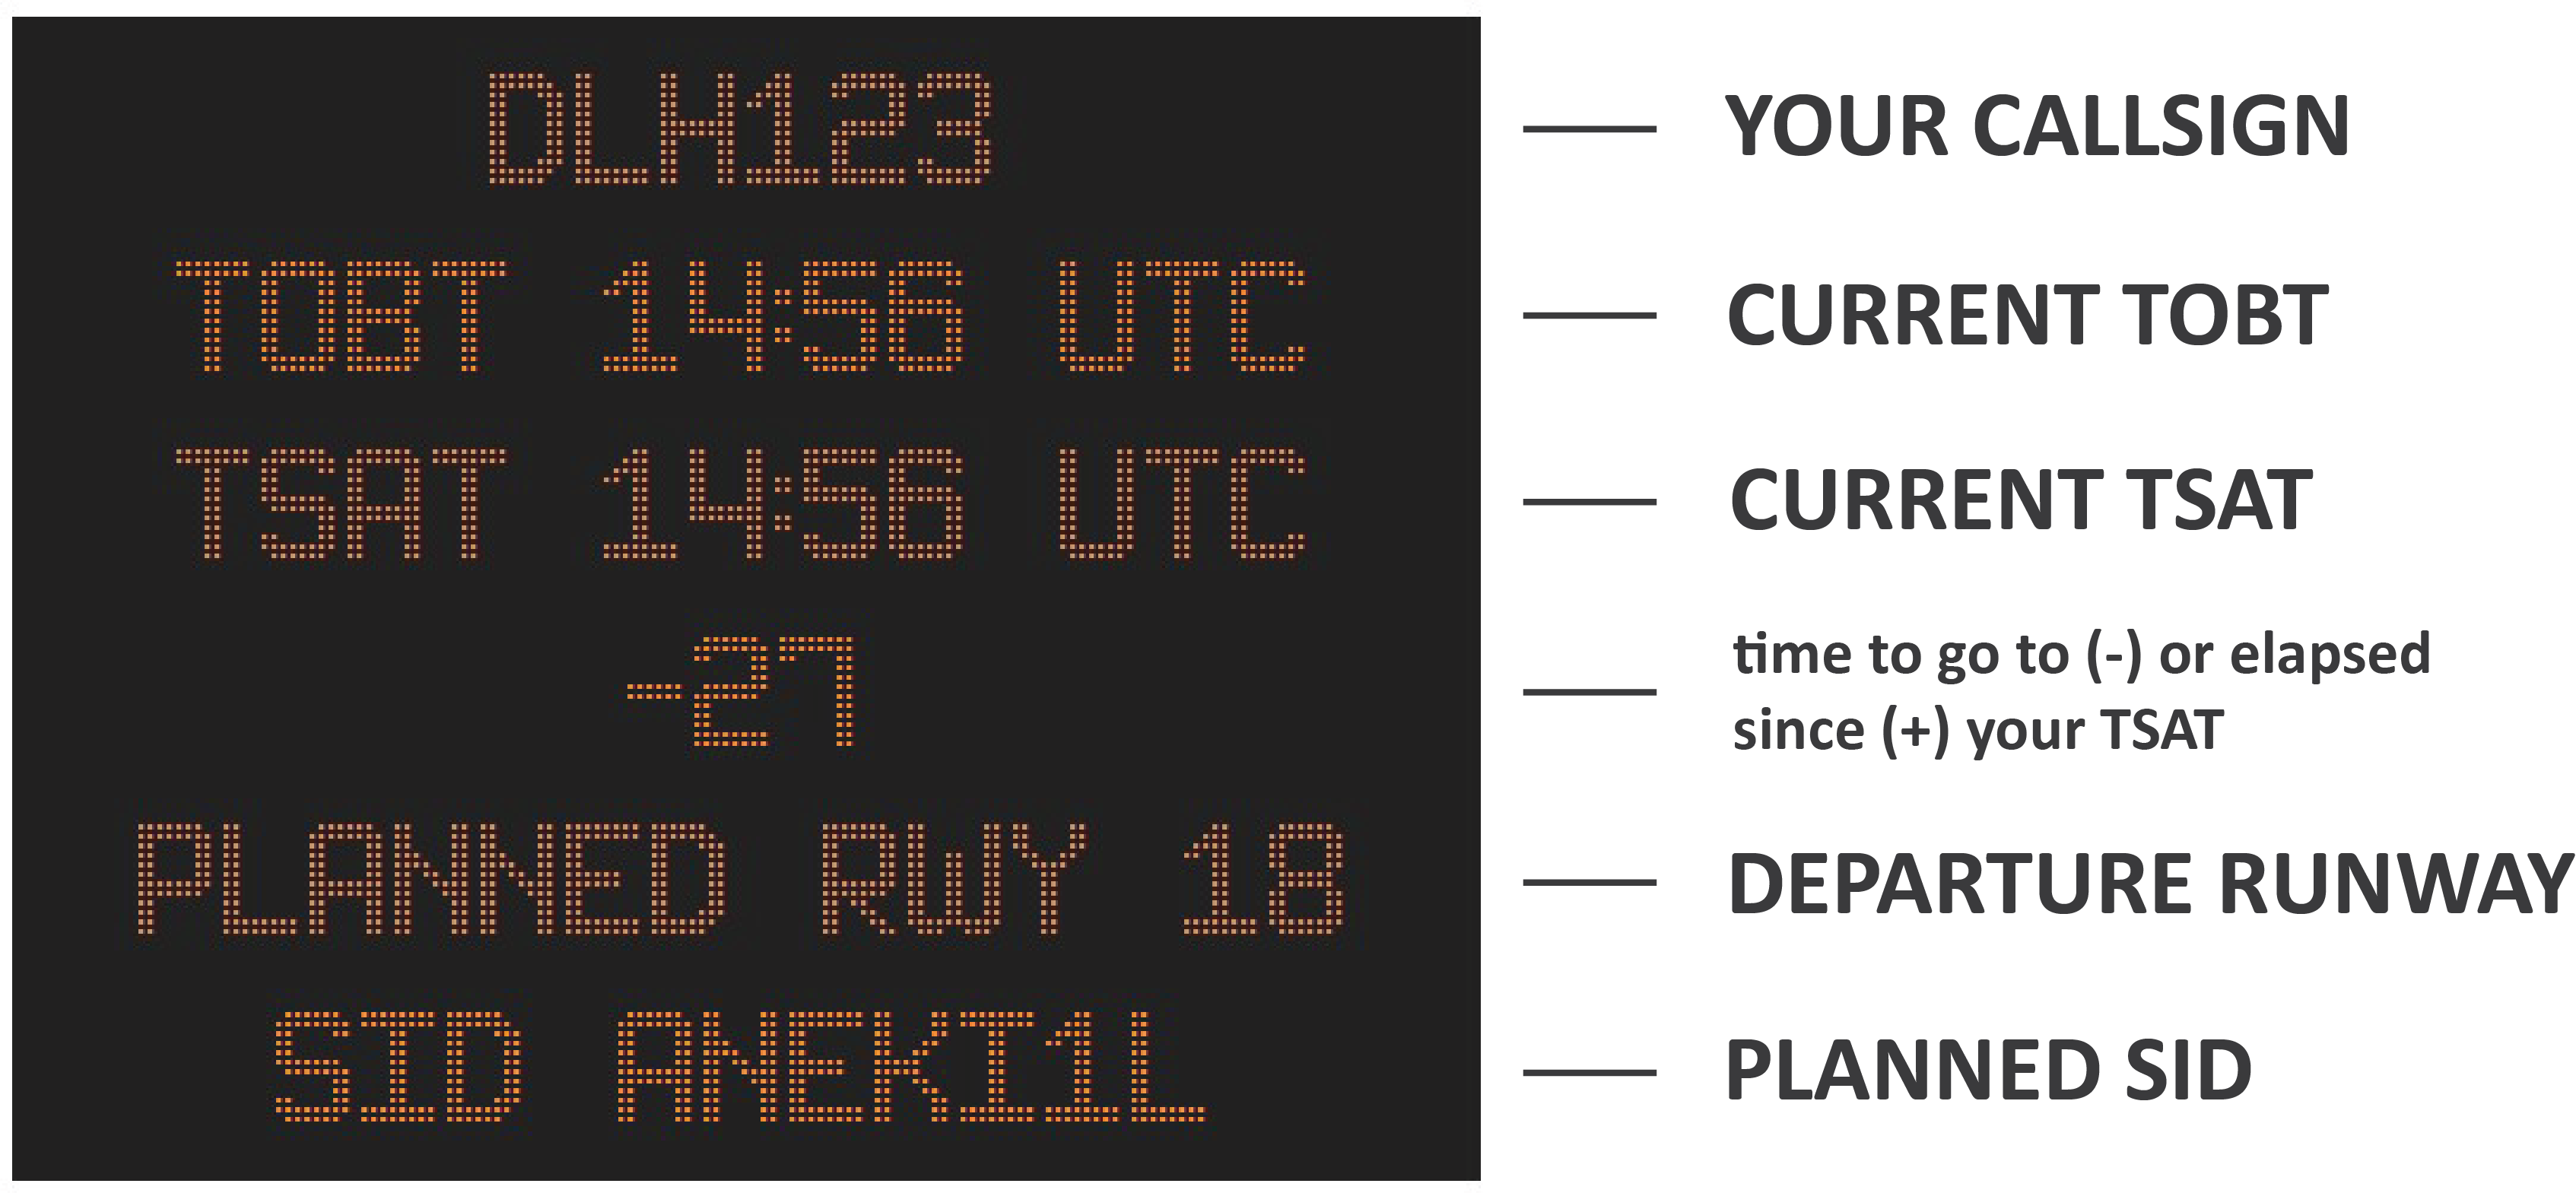 DLH123
YOUR CALLSIGN
TOBT 14:56 UTC
CURRENT TOBT
TSAT 14:56 UTC
CURRENT TSAT
-27
time to go to (-) or elapsed
since (+) your TSAT
PLANNED RWY 18
DEPARTURE RUNWAY
SID ANEKI1L
PLANNED SID